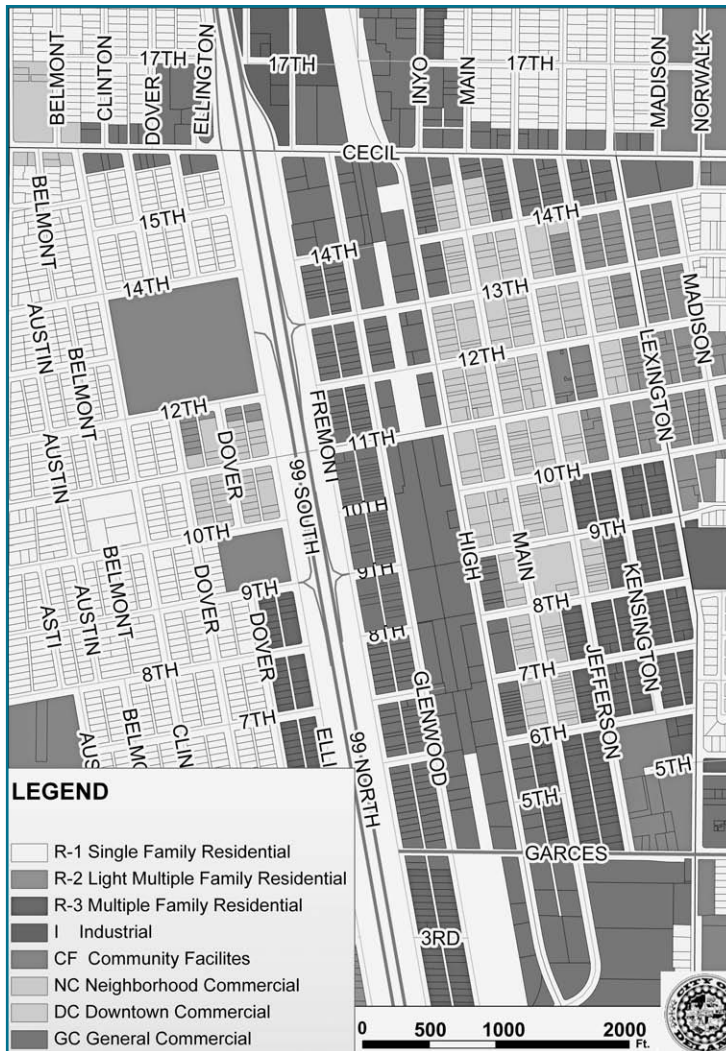 17TH
17TH
17TH
BELMONT
CLINTON
DOVER
ELLINGTON
INYO
MAIN
MADISON
NORWALK
CECIL
BELMONT
15TH
14TH
14TH
14TH
13TH
MADISON
AUSTIN
BELMONT
12TH
LEXINGTON
12TH
FREMONT
11TH
AUSTIN
DOVER
99 SOUTH
10TH
10TH
10TH
9TH
HIGH
MAIN
BELMONT
9TH
9TH
KENSINGTON
ASTI
AUSTIN
DOVER
DOVER
8TH
8TH
8TH
JEFFERSON
7TH
7TH
GLENWOOD
6TH
AUS
BELMO
CLIN
ELLI
99 NORTH
5TH
5TH
GARCES
3RD
LEGEND
R-1 Single Family Residential
R-2 Light Multiple Family Residential
R-3 Multiple Family Residential
I Industrial
CF Community Facilites
NC Neighborhood Commercial
DC Downtown Commercial
GC General Commercial
0 500 1000 2000
Ft.